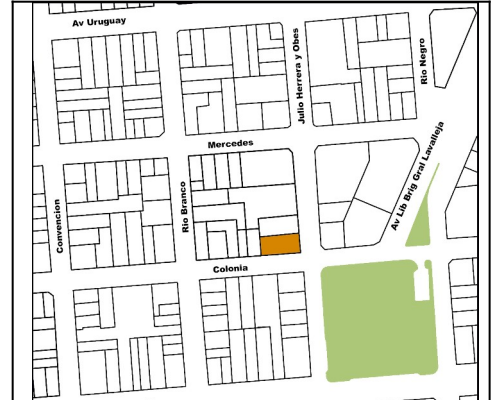 Av Uruguay
Julio Herrera y Obes
Rio Negro
Mercedes
Av Lib Brig Gral Lavalleja
Convencion
Rio Branco
Colonia